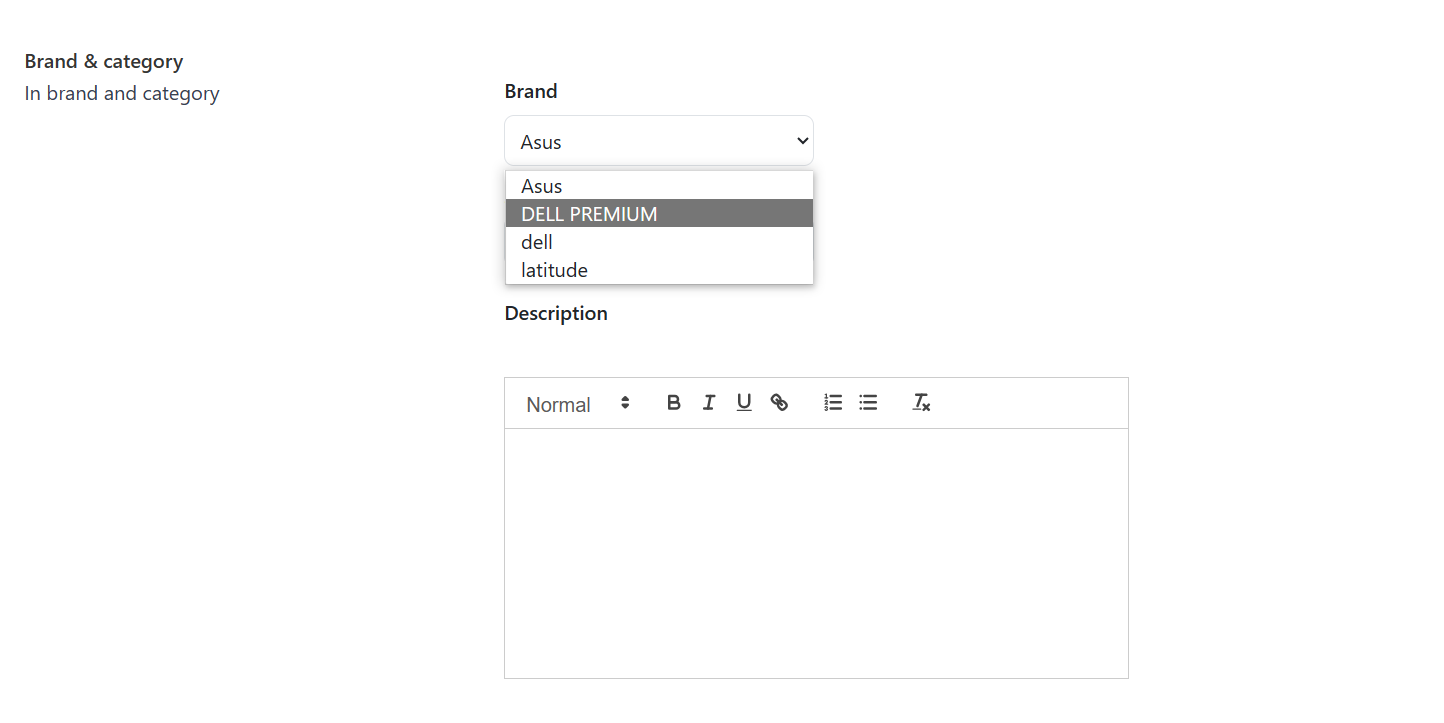 Brand & category
In brand and category
Brand
Asus
Asus
DELL PREMIUM
dell
latitude
Description
Normal